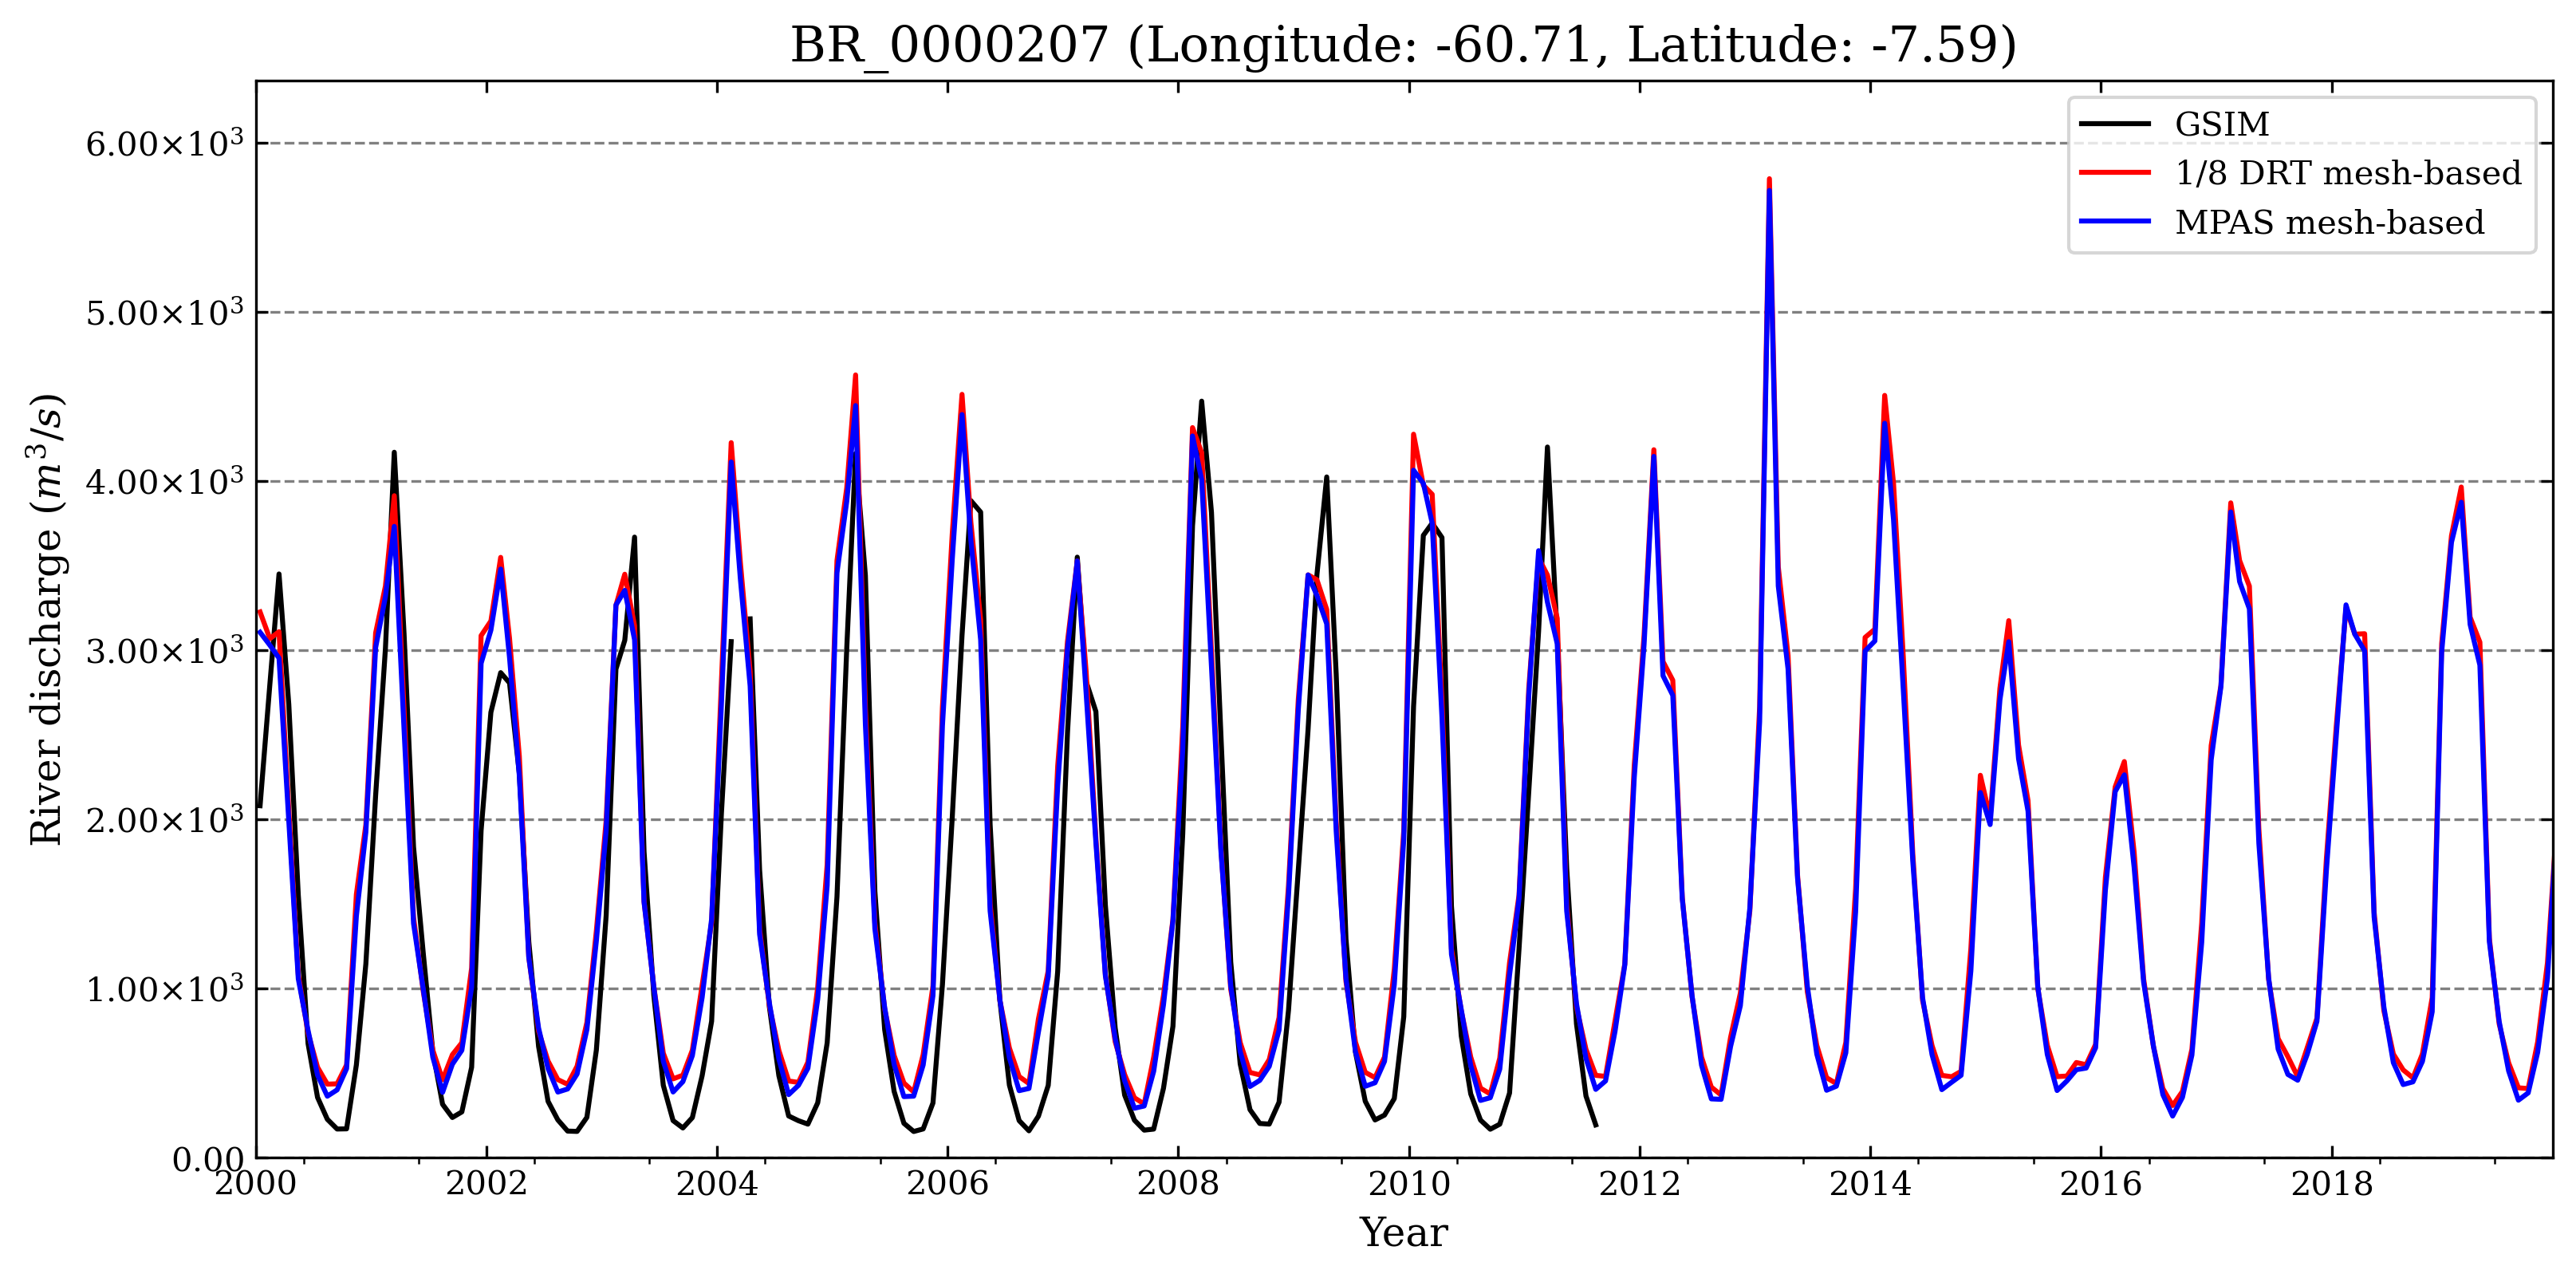 BR_0000207 (Longitude: -60.71, Latitude: -7.59)
GSIM
1/8 DRT mesh-based
MPAS mesh-based
River discharge (m³/s)
6.00×10³
5.00×10³
4.00×10³
3.00×10³
2.00×10³
1.00×10³
0.00
2000 2002 2004 2006 2008 2010 2012 2014 2016 2018
Year